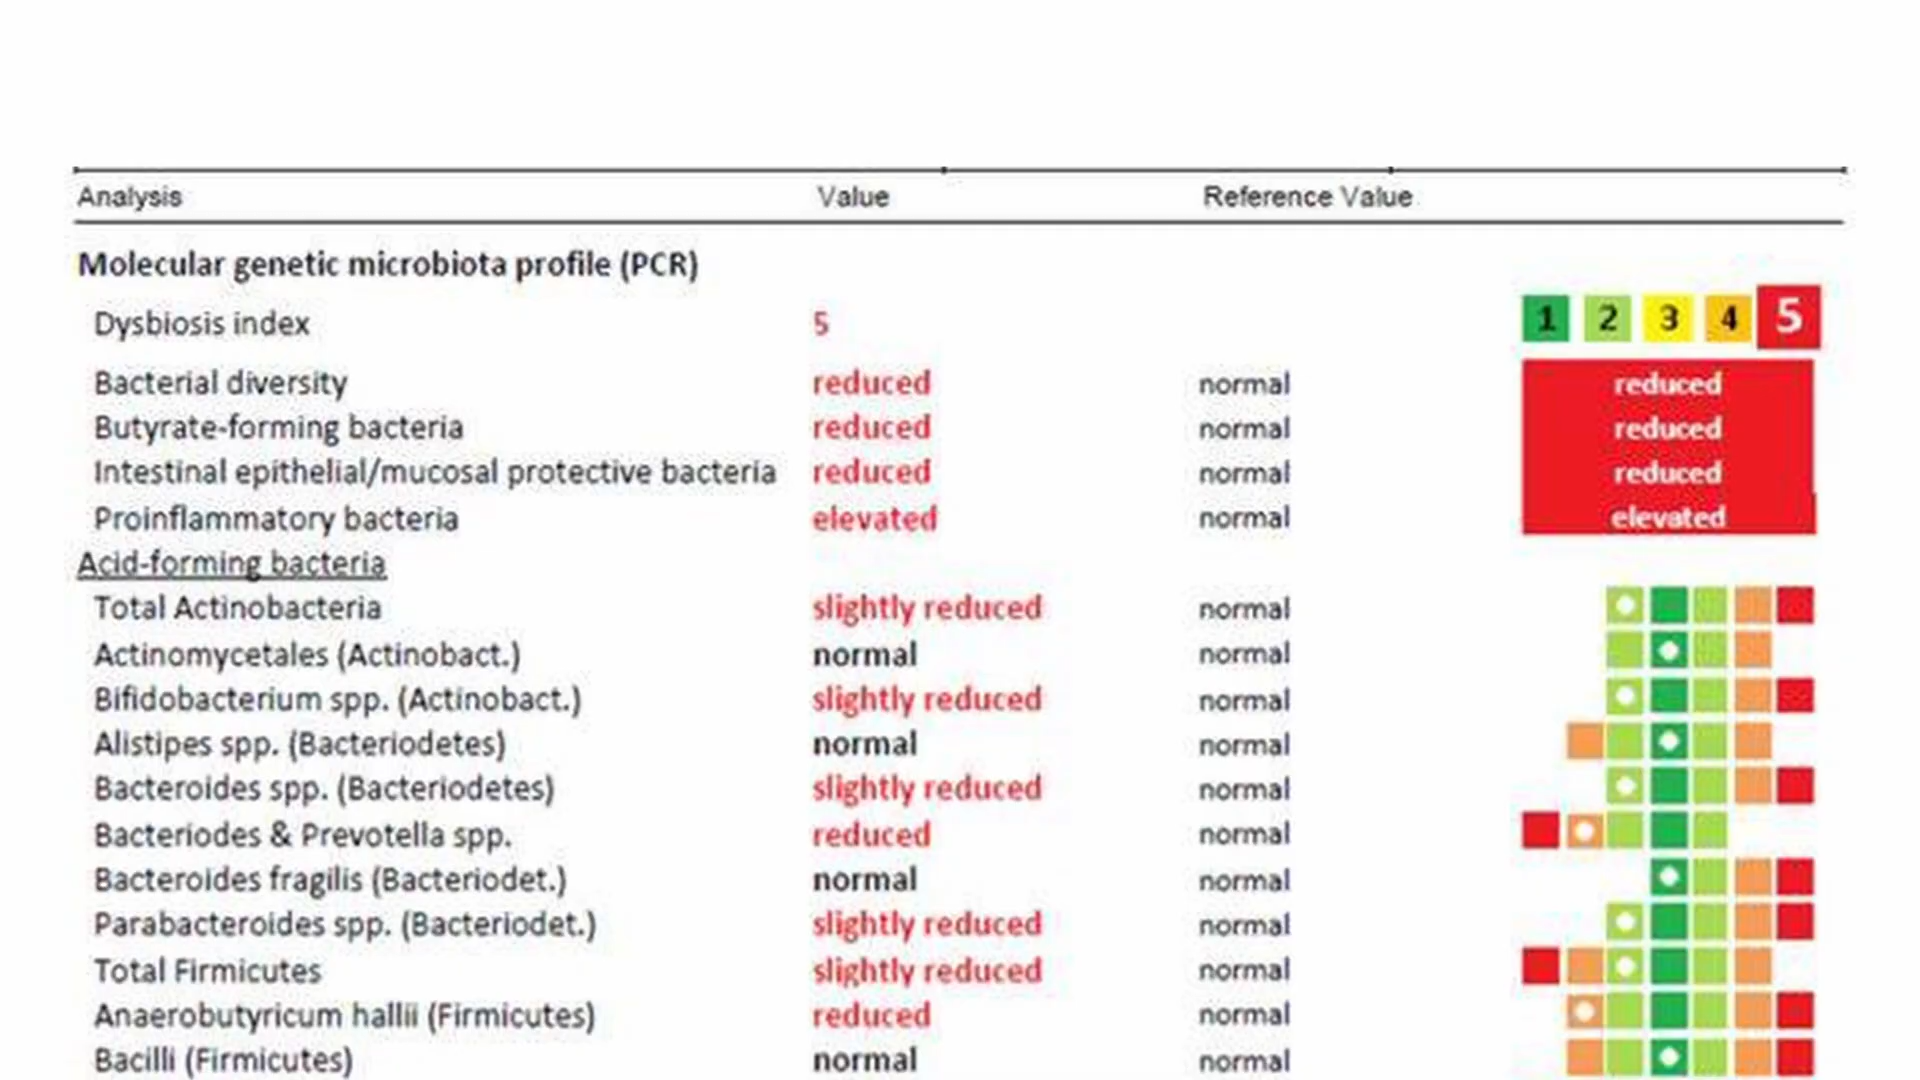 Analysis Value Reference Value
Molecular genetic microbiota profile (PCR)
Dysbiosis index 5 1 2 3 4 5
Bacterial diversity reduced normal reduced
Butyrate-forming bacteria reduced normal reduced
Intestinal epithelial/mucosal protective bacteria reduced normal reduced
Proinflammatory bacteria elevated normal elevated
Acid-forming bacteria
Total Actinobacteria slightly reduced normal
Actinomycetales (Actinobact.) normal normal
Bifidobacterium spp. (Actinobact.) slightly reduced normal
Alistipes spp. (Bacteriodetes) normal normal
Bacteroides spp. (Bacteriodetes) slightly reduced normal
Bacteriodes & Prevotella spp. reduced normal
Bacteroides fragilis (Bacteriodet.) normal normal
Parabacteroides spp. (Bacteriodet.) slightly reduced normal
Total Firmicutes slightly reduced normal
Anaerobutyricum hallii (Firmicutes) reduced normal
Bacilli (Firmicutes) normal normal